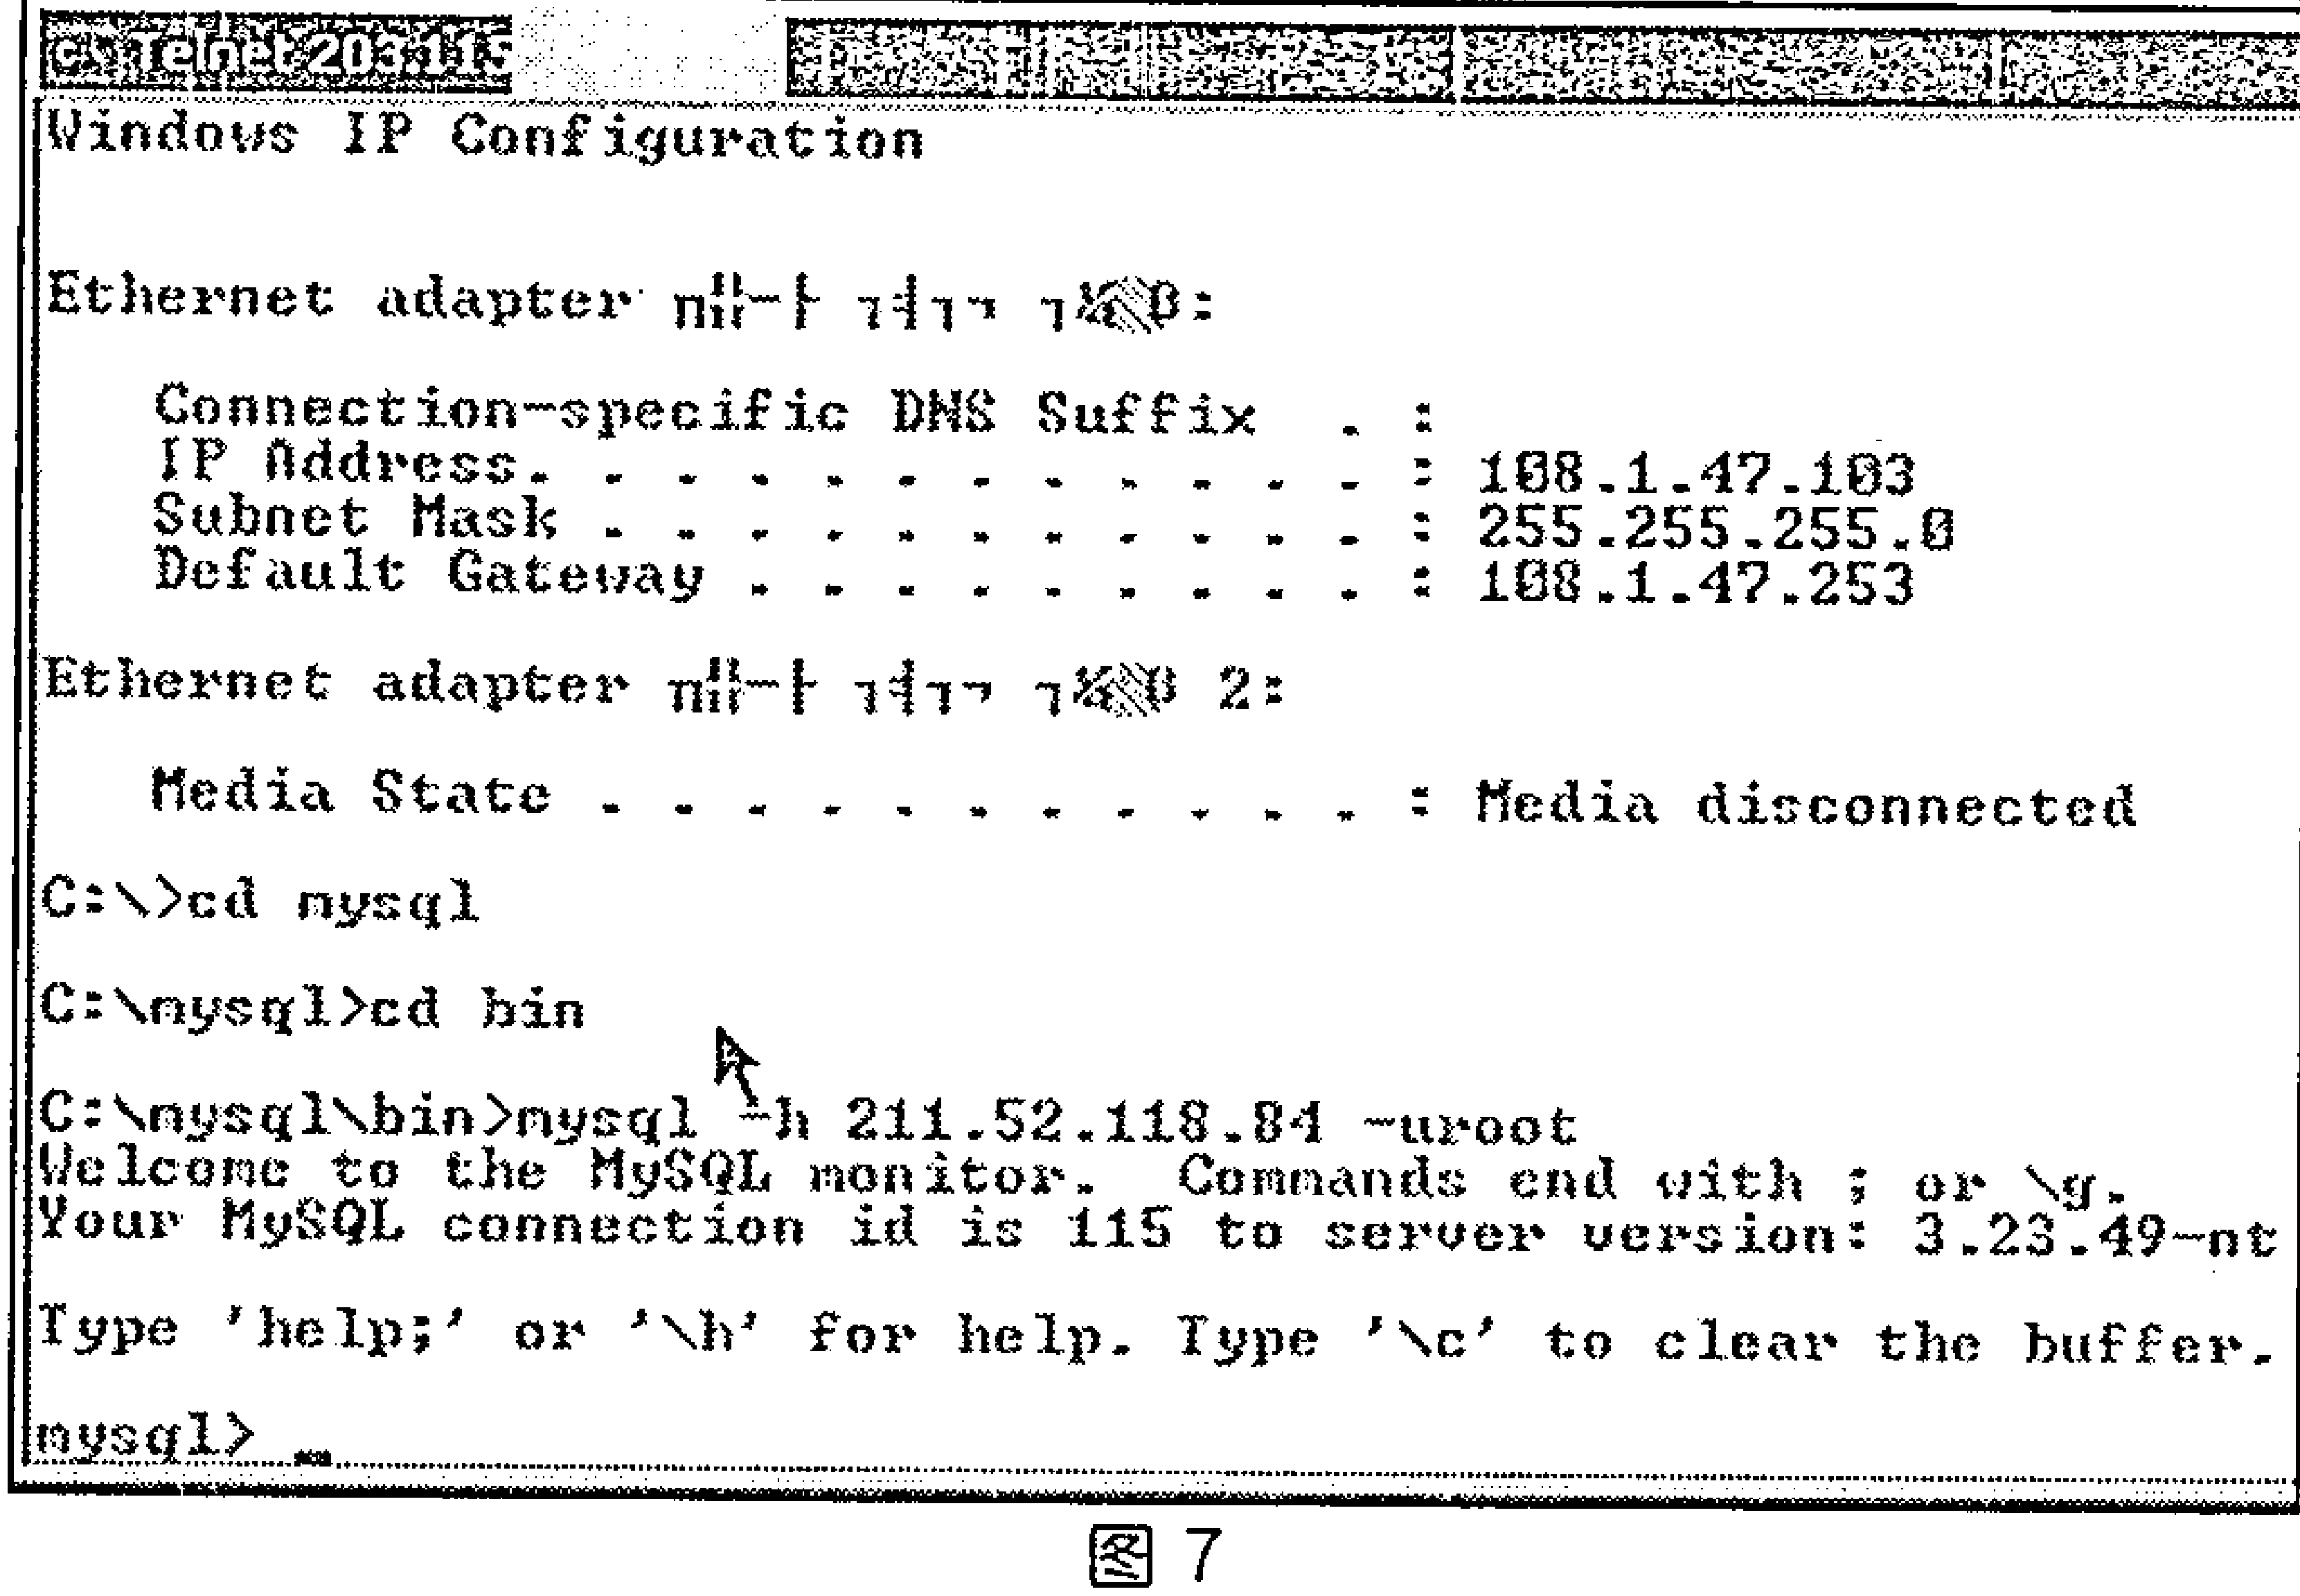 Telnet 203.115
Windows IP Configuration
Ethernet adapter
Connection-specific DNS Suffix . :
IP Address. . . . . . . . . . . . : 108.1.47.103
Subnet Mask . . . . . . . . . . . : 255.255.255.0
Default Gateway . . . . . . . . . : 108.1.47.253
Ethernet adapter 2:
Media State . . . . . . . . . . . : Media disconnected
C:\>cd mysql
C:\mysql>cd bin
C:\mysql\bin>mysql -h 211.52.118.84 -uroot
Welcome to the MySQL monitor. Commands end with ; or \g.
Your MySQL connection id is 115 to server version: 3.23.49-nt
Type 'help;' or '\h' for help. Type '\c' to clear the buffer.
mysql> _
图 7